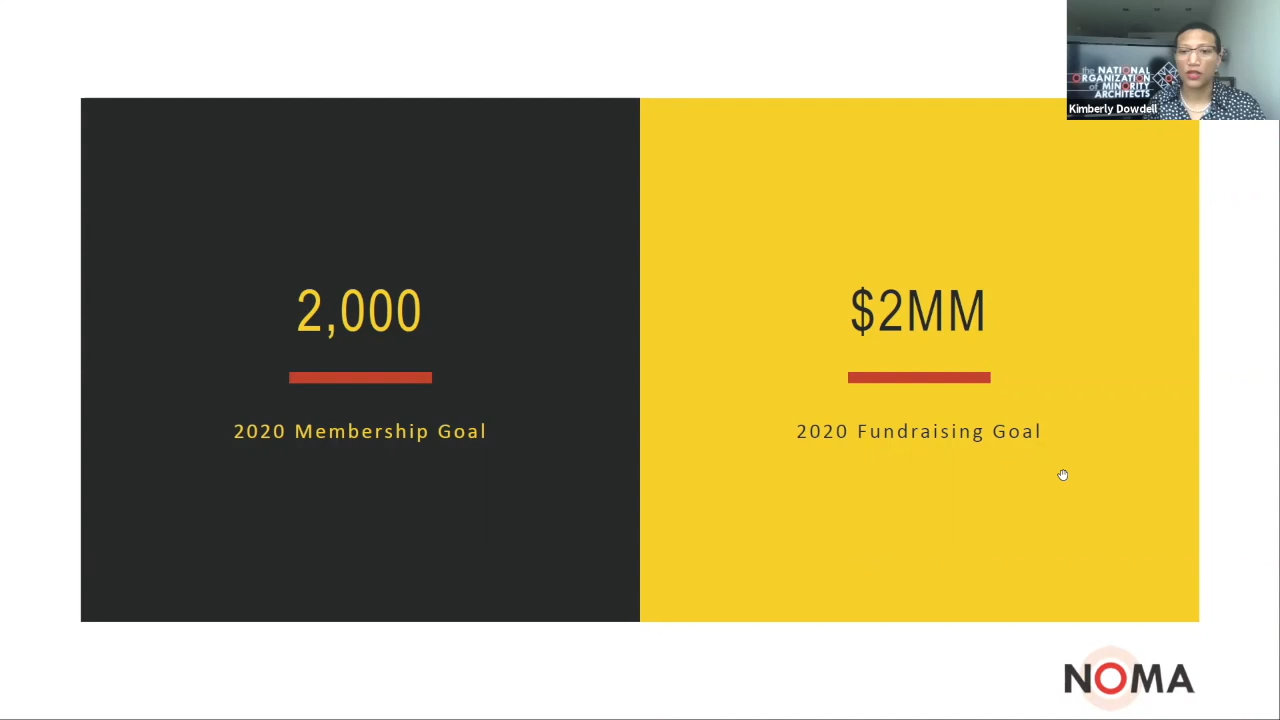 the NATIONAL
ORGANIZATION
of MINORITY
ARCHITECTS
Kimberly Dowdell
2,000
2020 Membership Goal
$2MM
2020 Fundraising Goal
NOMA